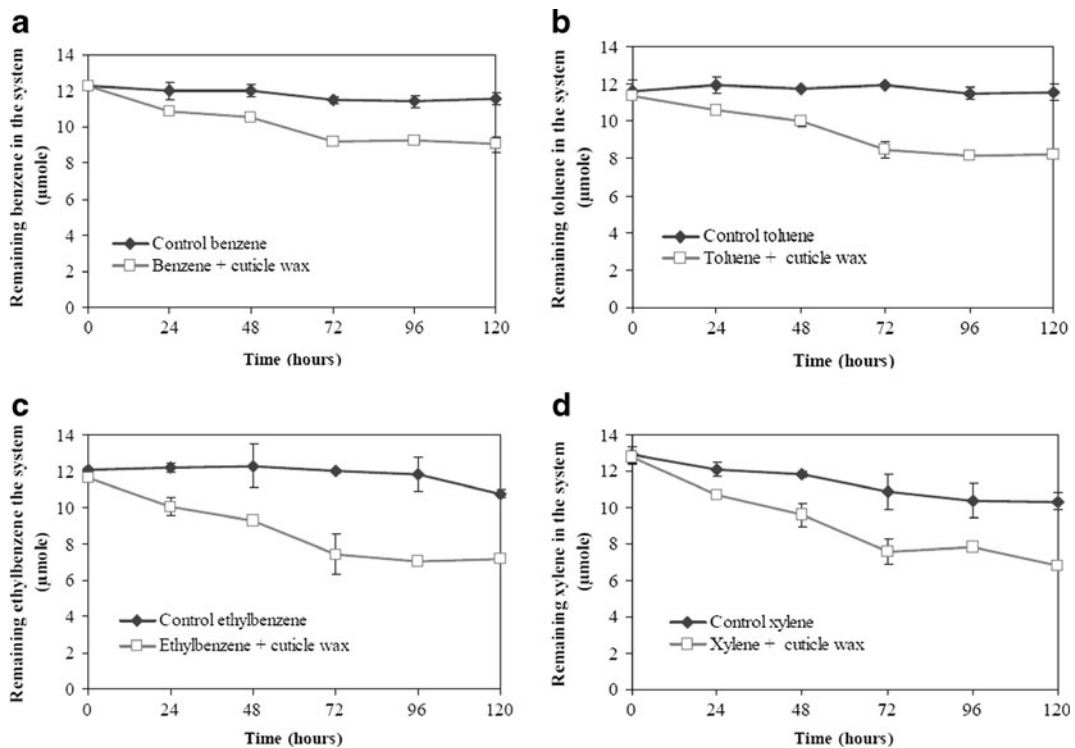 a
Remaining benzene in the system
(µmole)
14
12
10
8
6
4
2
0
Control benzene
Benzene + cuticle wax
0 24 48 72 96 120
Time (hours)
b
Remaining toluene in the system
(µmole)
14
12
10
8
6
4
2
0
Control toluene
Toluene + cuticle wax
0 24 48 72 96 120
Time (hours)
c
Remaining ethylbenzene the system
(µmole)
14
12
10
8
6
4
2
0
Control ethylbenzene
Ethylbenzene + cuticle wax
0 24 48 72 96 120
Time (hours)
d
Remaining xylene in the system
(µmole)
14
12
10
8
6
4
2
0
Control xylene
Xylene + cuticle wax
0 24 48 72 96 120
Time (hours)